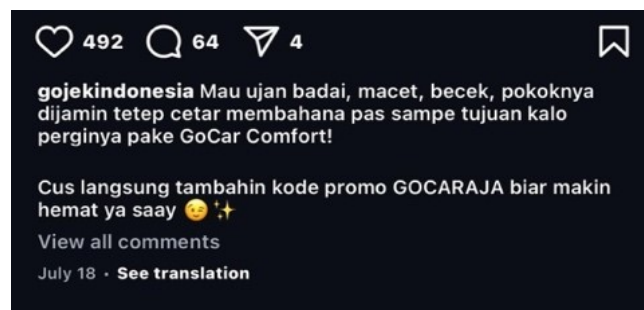 492 64 4
gojekindonesia Mau ujan badai, macet, becek, pokoknya
dijamin tetep cetar membahana pas sampe tujuan kalo
perginya pake GoCar Comfort!
Cus langsung tambahin kode promo GOCARAJA biar makin
hemat ya saay 😉✨
View all comments
July 18 • See translation